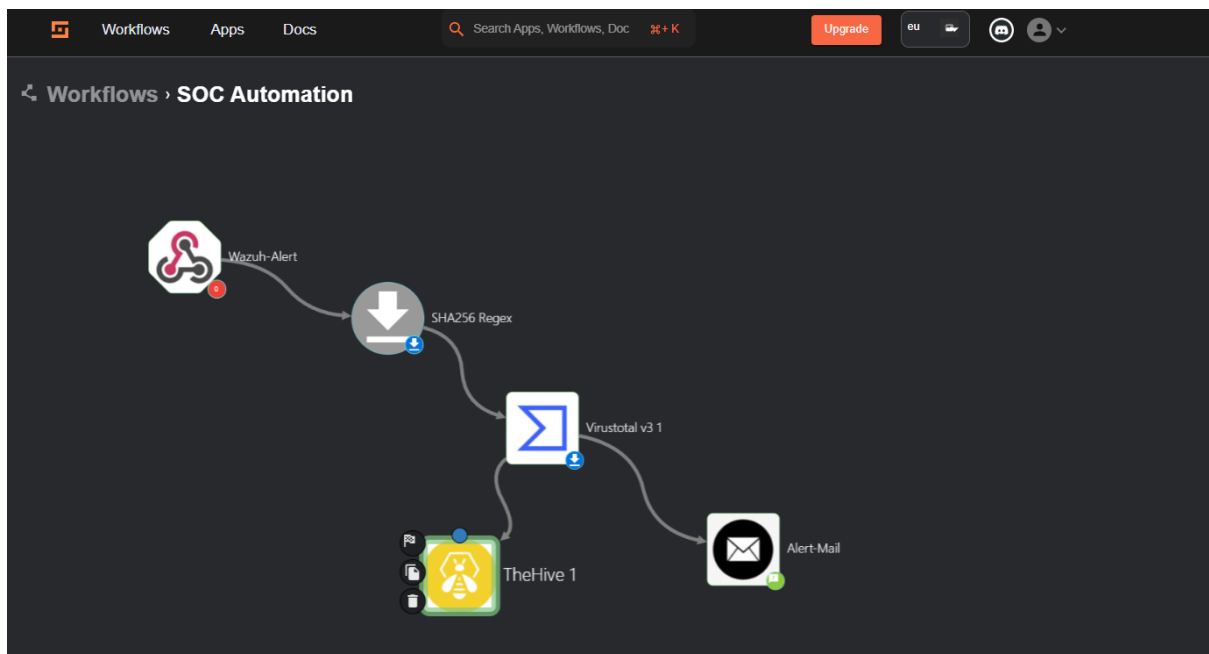 Workflows Apps Docs Search Apps, Workflows, Doc ⌘+ K Upgrade eu
Workflows › SOC Automation
Wazuh-Alert
SHA256 Regex
Virustotal v3 1
Alert-Mail
TheHive 1